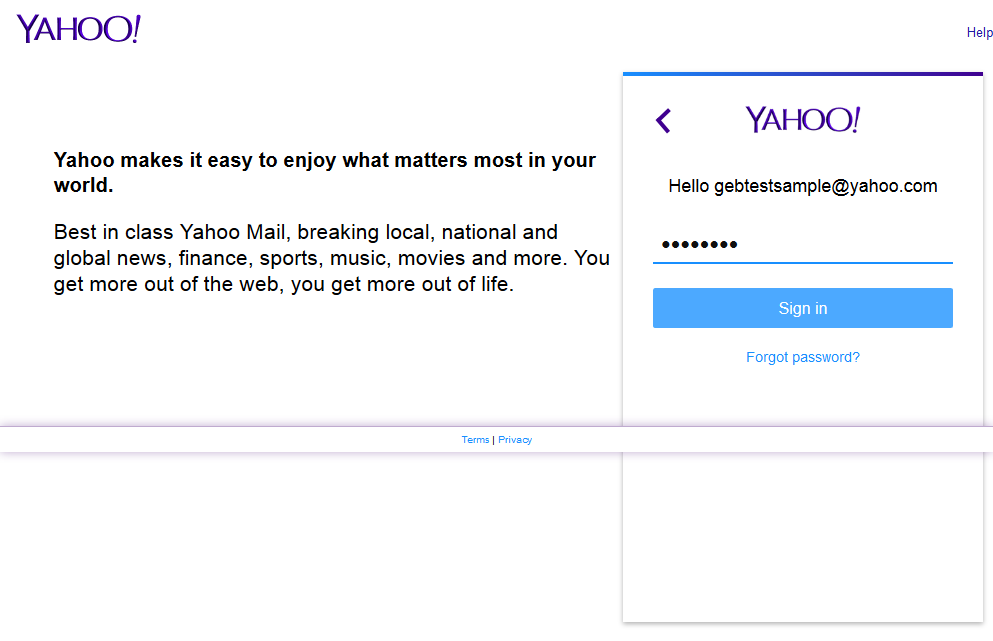 YAHOO!
Help
Yahoo makes it easy to enjoy what matters most in your
world.
Best in class Yahoo Mail, breaking local, national and
global news, finance, sports, music, movies and more. You
get more out of the web, you get more out of life.
YAHOO!
Hello gebtestsample@yahoo.com
••••••••
Sign in
Forgot password?
Terms | Privacy